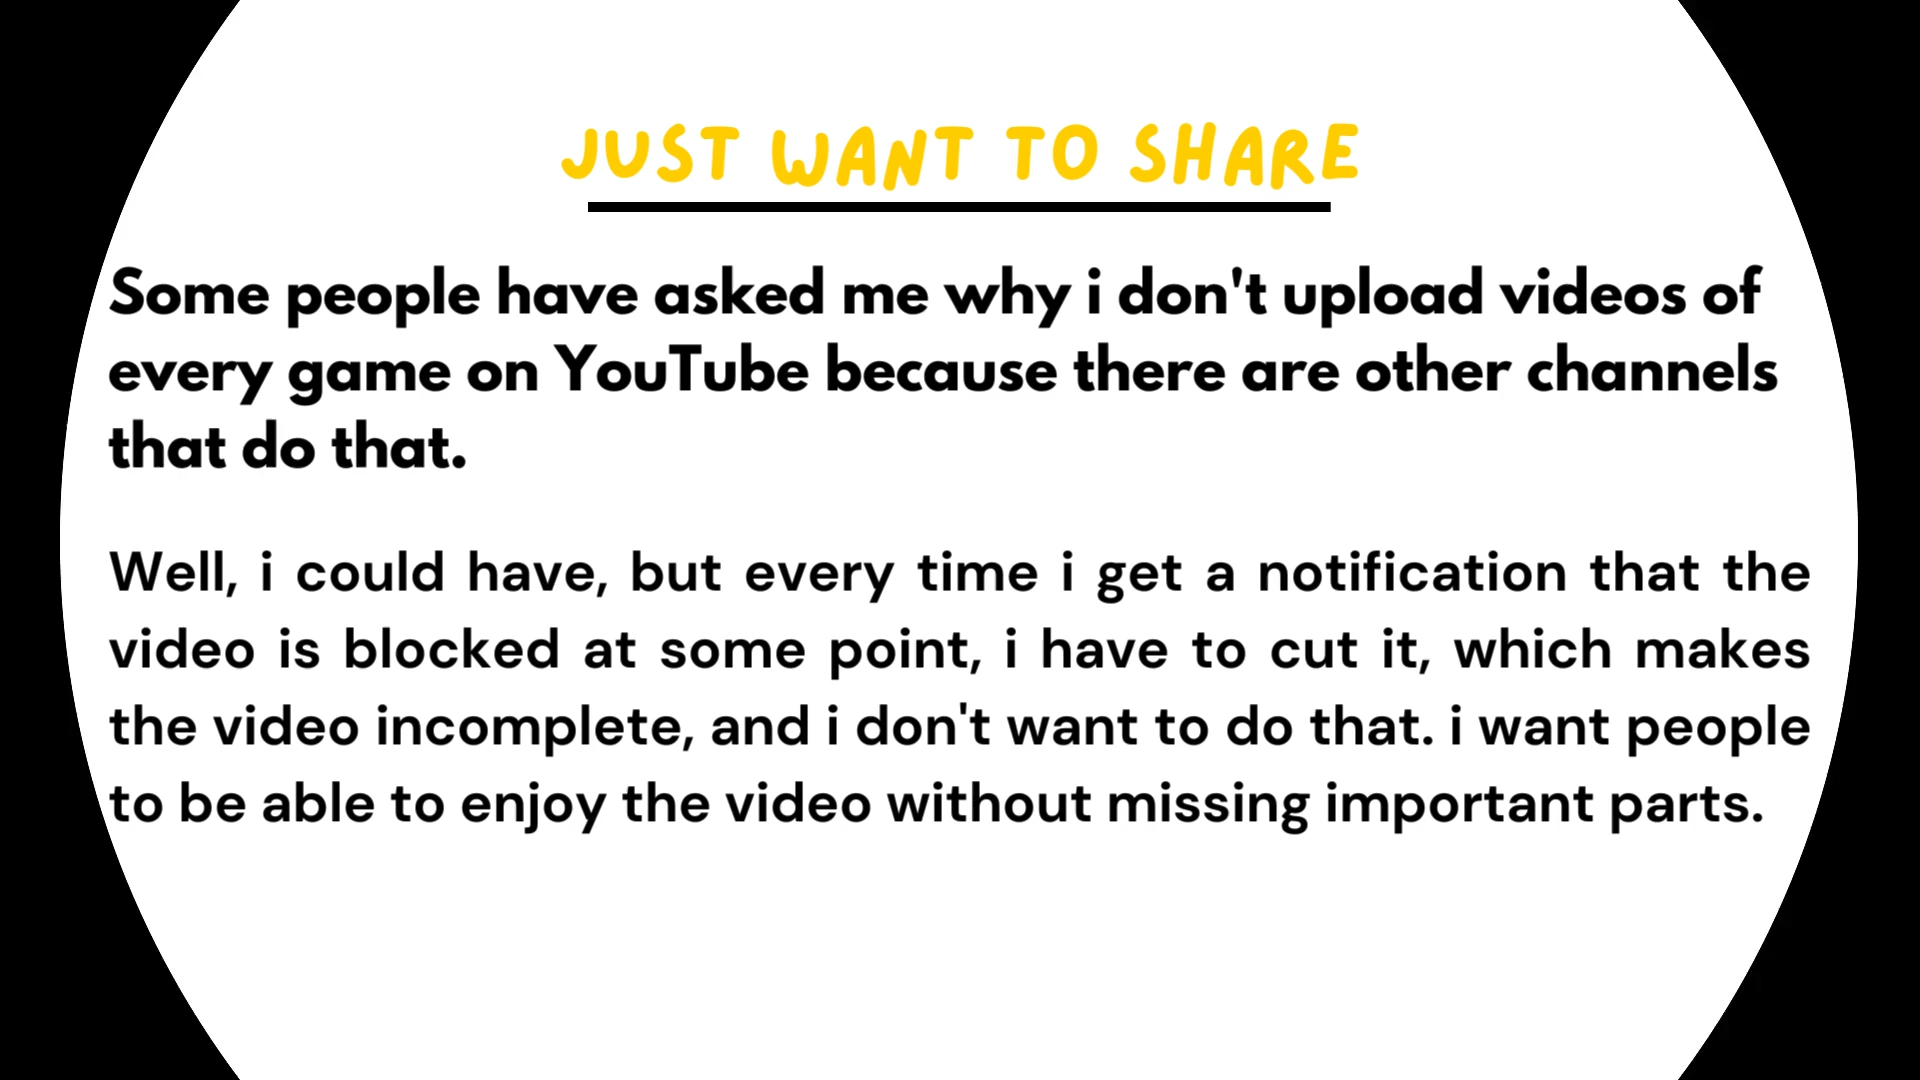 JUST WANT TO SHARE
Some people have asked me why i don't upload videos of
every game on YouTube because there are other channels
that do that.
Well, i could have, but every time i get a notification that the
video is blocked at some point, i have to cut it, which makes
the video incomplete, and i don't want to do that. i want people
to be able to enjoy the video without missing important parts.